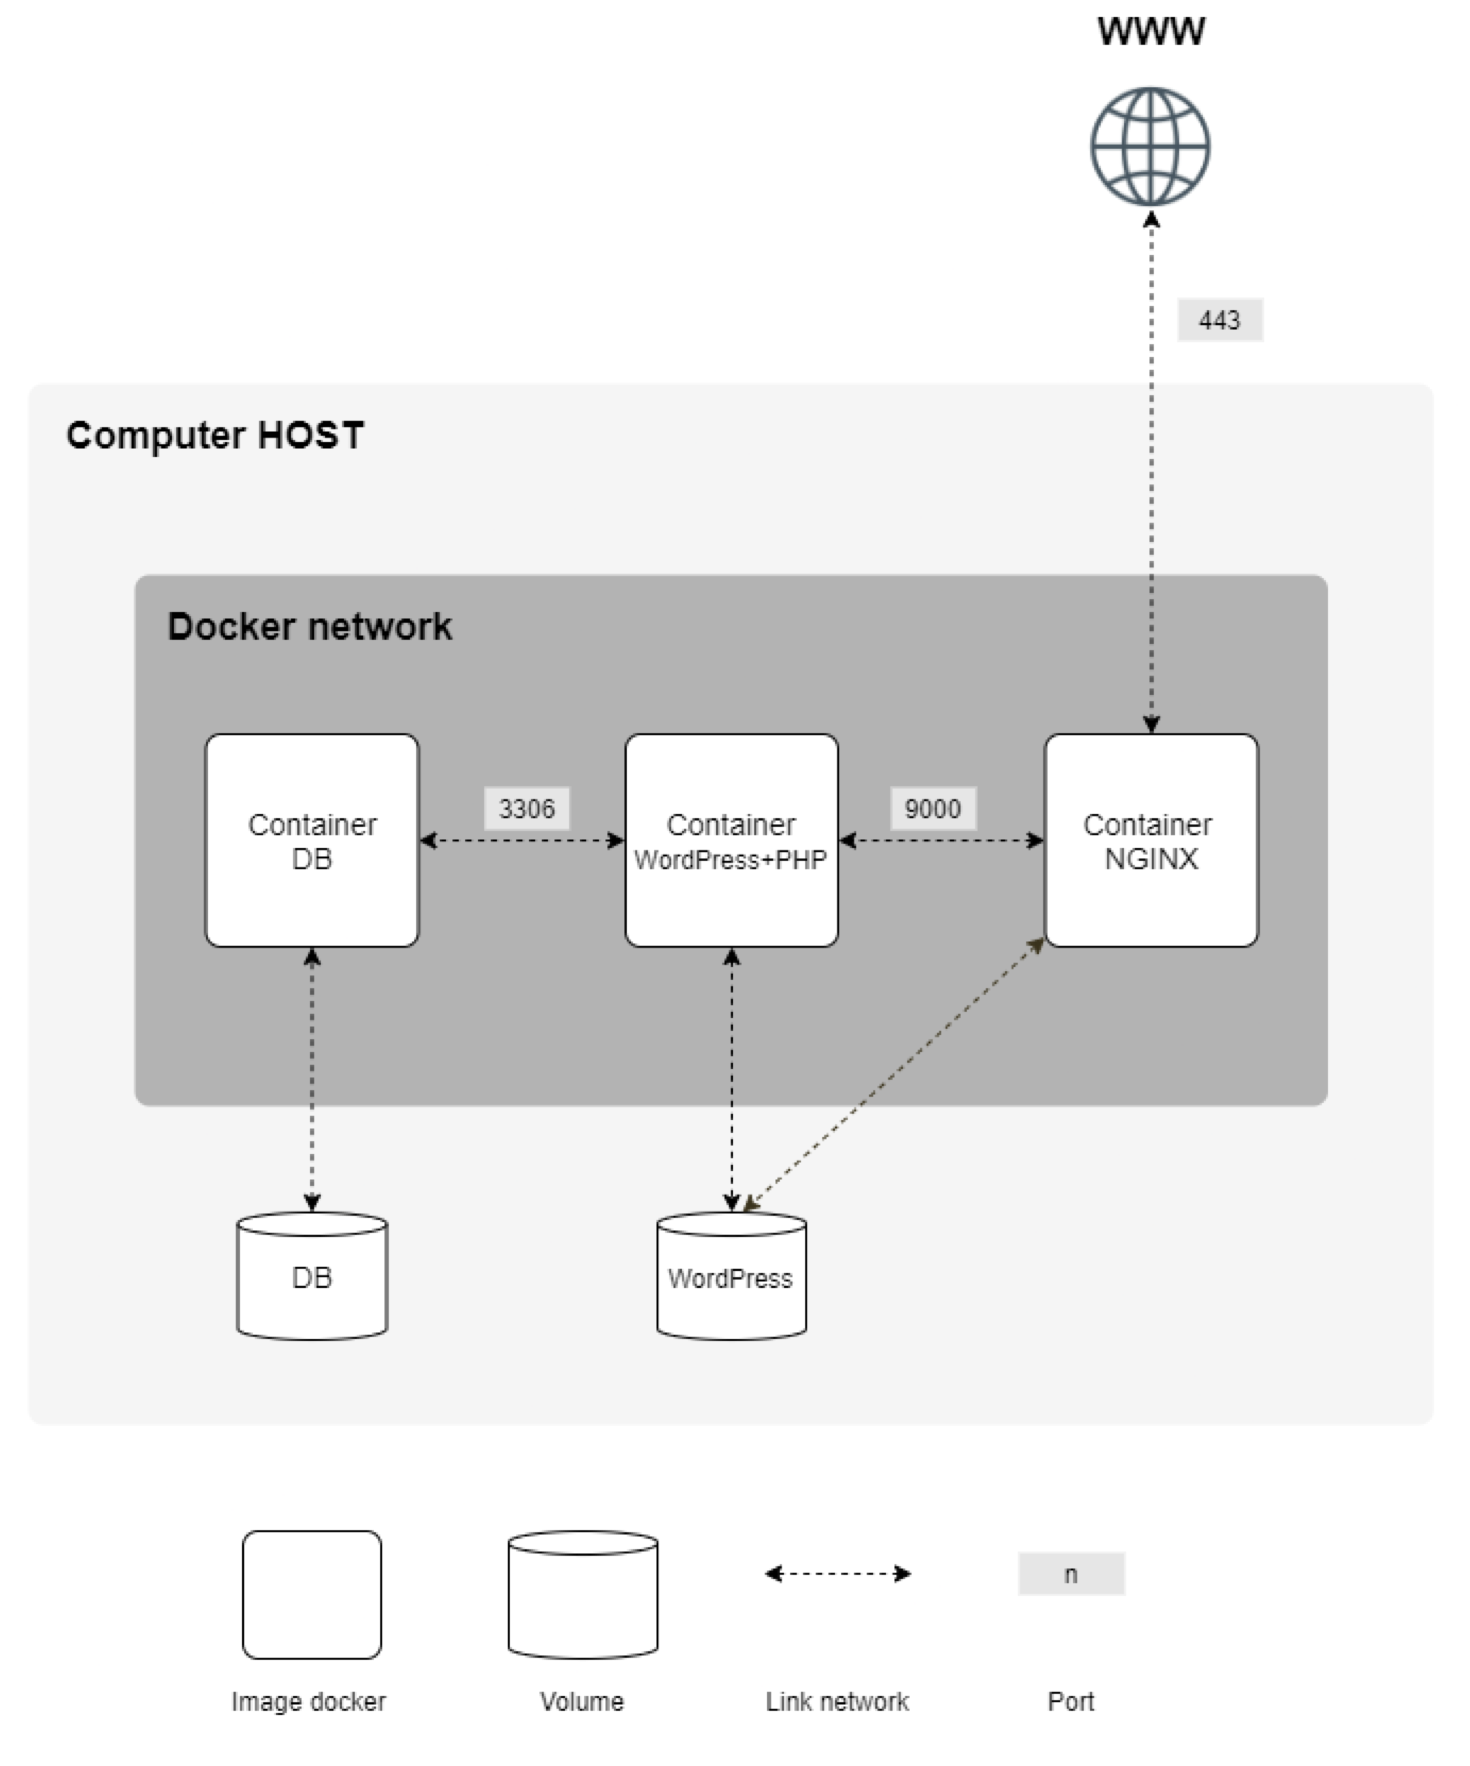 WWW
443
Computer HOST
Docker network
Container
DB
3306
Container
WordPress+PHP
9000
Container
NGINX
DB
WordPress
n
Image docker
Volume
Link network
Port